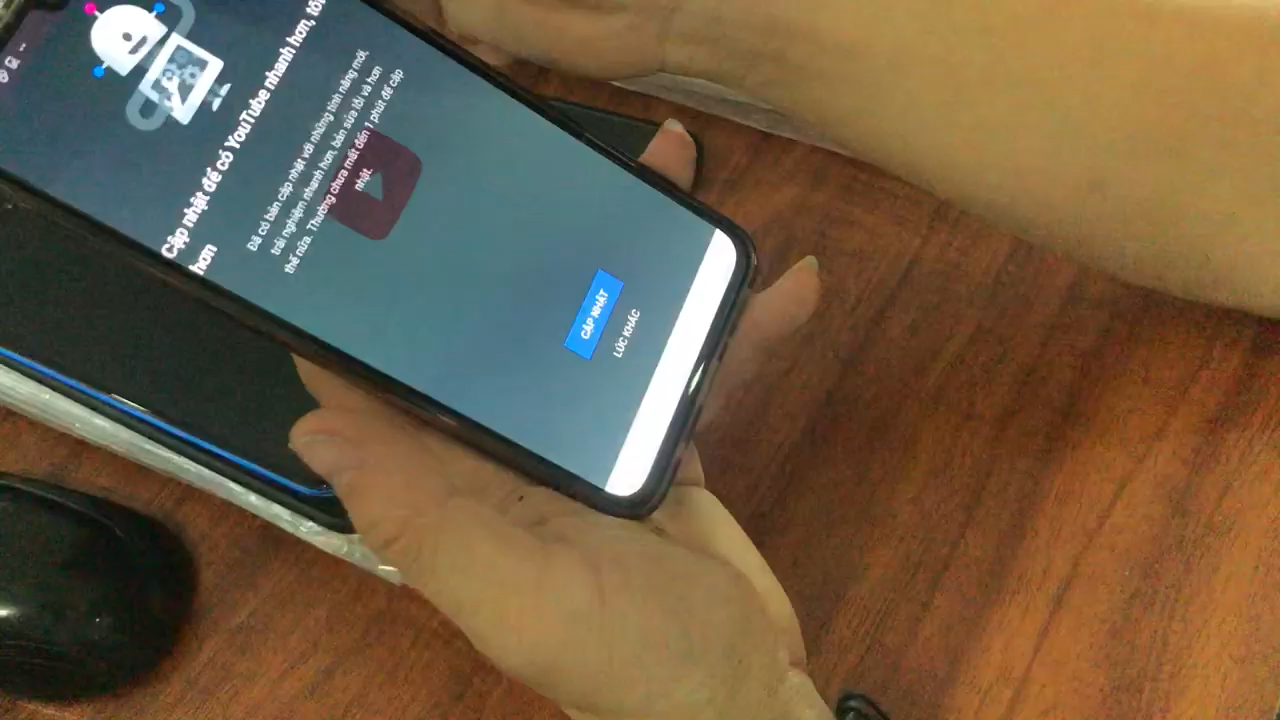 Cập nhật để có YouTube nhanh hơn, tốt
hơn
Đã có bản cập nhật với những tính năng mới,
trải nghiệm nhanh hơn, bản sửa lỗi và hơn
thế nữa. Thường chưa mất đến 1 phút để cập
nhật.
CẬP NHẬT
LÚC KHÁC